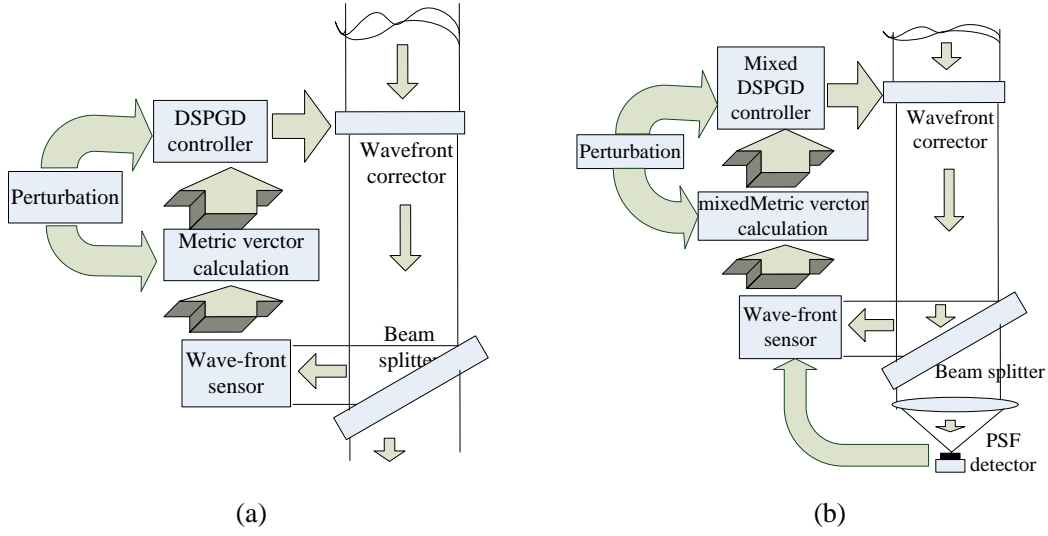 DSPGD
controller
Wavefront
corrector
Perturbation
Metric verctor
calculation
Beam
splitter
Wave-front
sensor
(a)
Mixed
DSPGD
controller
Wavefront
corrector
Perturbation
mixedMetric verctor
calculation
Wave-front
sensor
Beam splitter
PSF
detector
(b)